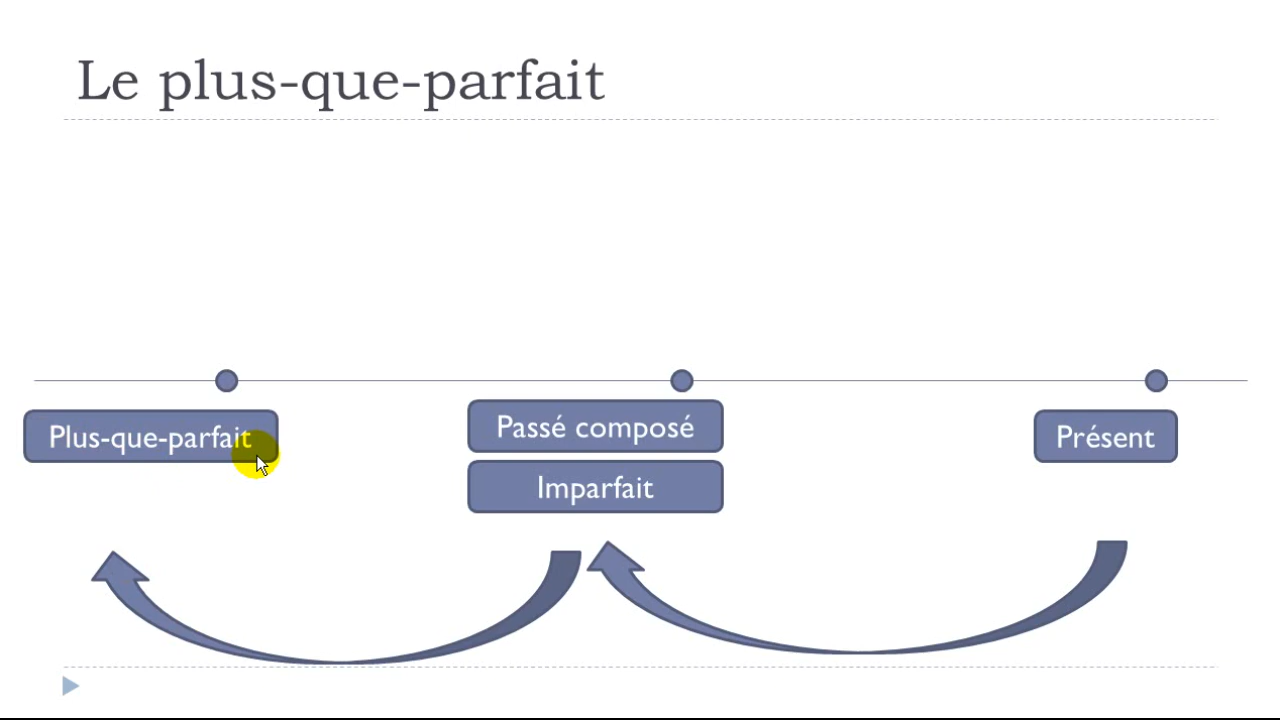 Le plus-que-parfait
Plus-que-parfait
Passé composé
Imparfait
Présent